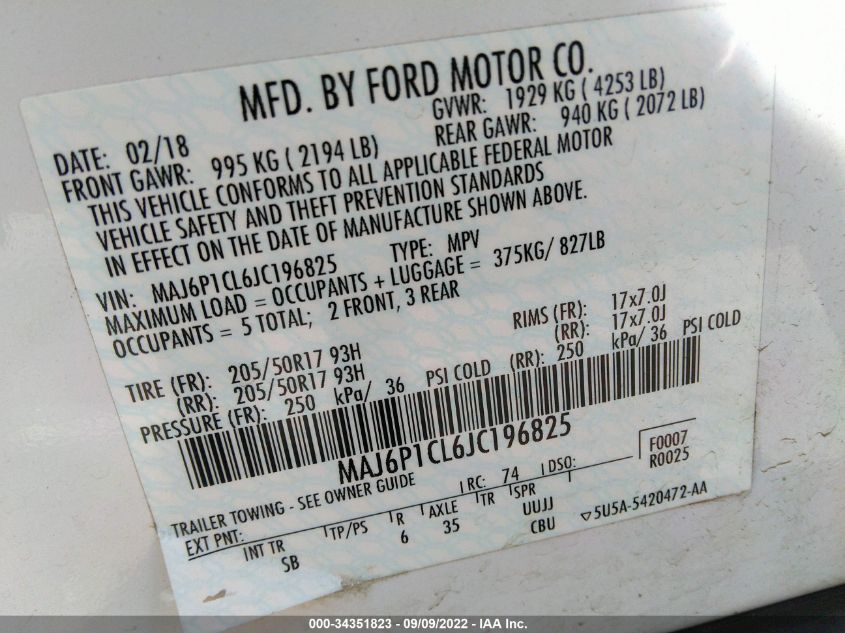 MFD. BY FORD MOTOR CO.
DATE: 02/18 GVWR: 1929 KG ( 4253 LB)
FRONT GAWR: 995 KG ( 2194 LB) REAR GAWR: 940 KG ( 2072 LB)
THIS VEHICLE CONFORMS TO ALL APPLICABLE FEDERAL MOTOR
VEHICLE SAFETY AND THEFT PREVENTION STANDARDS
IN EFFECT ON THE DATE OF MANUFACTURE SHOWN ABOVE.
VIN: MAJ6P1CL6JC196825 TYPE: MPV
MAXIMUM LOAD = OCCUPANTS + LUGGAGE = 375KG/ 827LB
OCCUPANTS = 5 TOTAL; 2 FRONT, 3 REAR
TIRE (FR): 205/50R17 93H RIMS (FR): 17x7.0J
(RR): 205/50R17 93H (RR): 17x7.0J
PRESSURE (FR): 250 kPa/ 36 PSI COLD (RR): 250 kPa/ 36 PSI COLD
MAJ6P1CL6JC196825
F0007
R0025
TRAILER TOWING - SEE OWNER GUIDE
EXT PNT: RC: 74 DSO:
INT TR TP/PS R AXLE TR SPR
SB 6 35 UUJJ
CBU
▽5U5A-5420472-AA
000-34351823 - 09/09/2022 - IAA Inc.